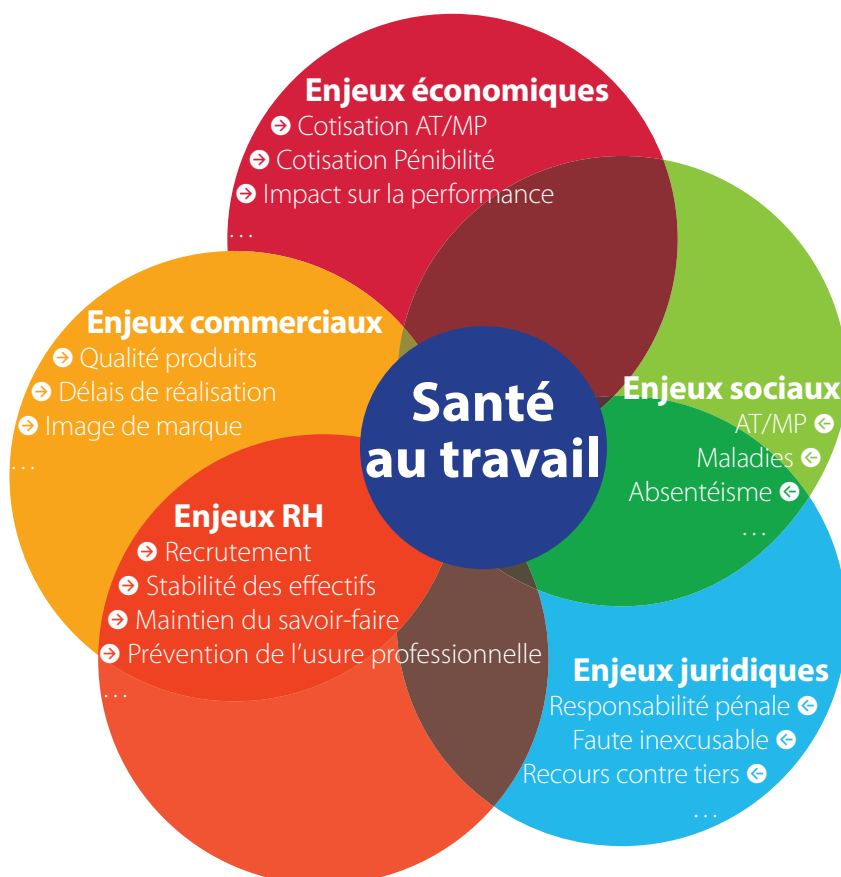 Enjeux économiques
Cotisation AT/MP
Cotisation Pénibilité
Impact sur la performance
...
Enjeux commerciaux
Qualité produits
Délais de réalisation
Image de marque
...
Santé
au travail
Enjeux sociaux
AT/MP
Maladies
Absentéisme
...
Enjeux RH
Recrutement
Stabilité des effectifs
Maintien du savoir-faire
Prévention de l’usure professionnelle
...
Enjeux juridiques
Responsabilité pénale
Faute inexcusable
Recours contre tiers
...